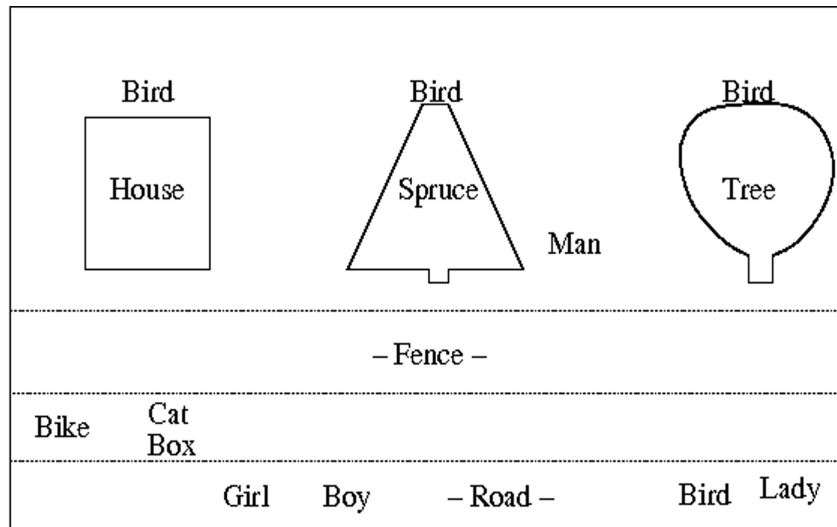 Bird Bird Bird
House Spruce Tree
Man
– Fence –
Bike Cat
Box
Girl Boy – Road – Bird Lady